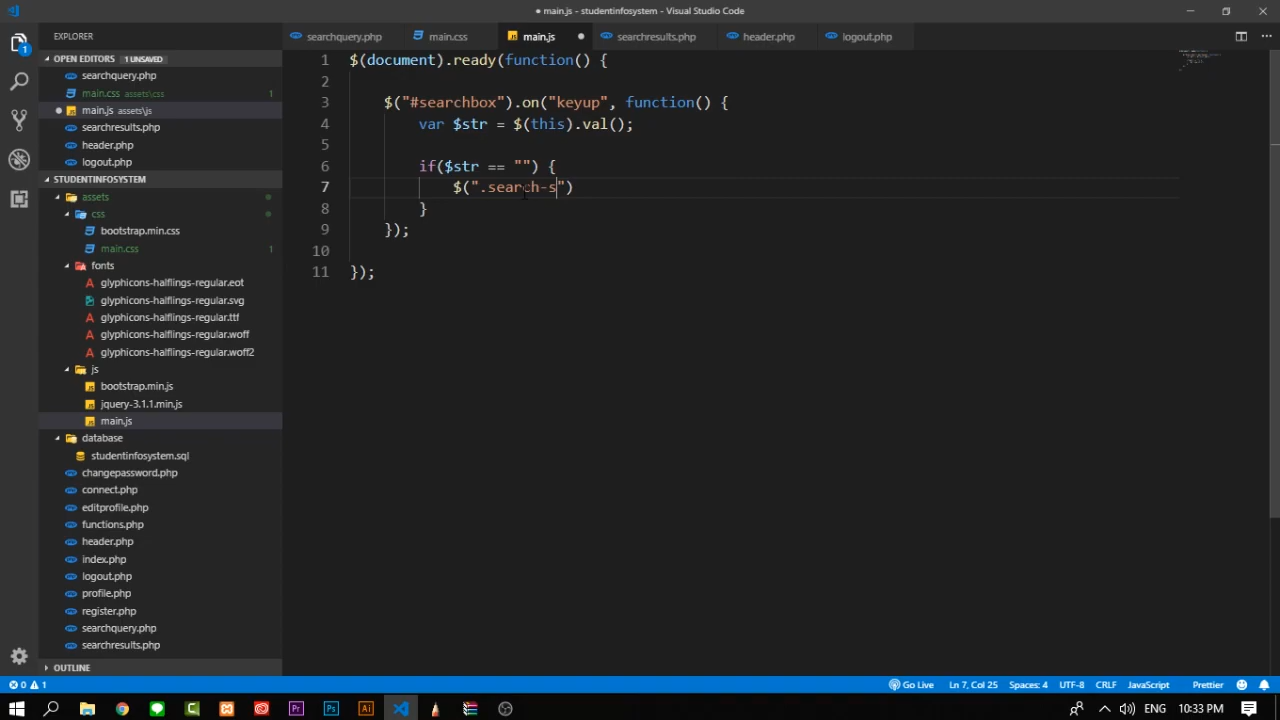 ● main.js - studentinfosystem - Visual Studio Code
EXPLORER
searchquery.php
main.css
main.js
searchresults.php
header.php
logout.php
OPEN EDITORS 1 UNSAVED
searchquery.php
main.css assets\css 1
main.js assets\js
searchresults.php
header.php
logout.php
STUDENTINFOSYSTEM
assets
css
bootstrap.min.css
main.css 1
fonts
glyphicons-halflings-regular.eot
glyphicons-halflings-regular.svg
glyphicons-halflings-regular.ttf
glyphicons-halflings-regular.woff
glyphicons-halflings-regular.woff2
js
bootstrap.min.js
jquery-3.1.1.min.js
main.js
database
studentinfosystem.sql
changepassword.php
connect.php
editprofile.php
functions.php
header.php
index.php
logout.php
profile.php
register.php
searchquery.php
searchresults.php
OUTLINE
1 $(document).ready(function() {
2
3 $("#searchbox").on("keyup", function() {
4 var $str = $(this).val();
5
6 if($str == "") {
7 $(".search-s")
8 }
9 });
10
11 });
0 1
Go Live
Ln 7, Col 25
Spaces: 4
UTF-8
CRLF
JavaScript
Prettier
ENG
10:33 PM